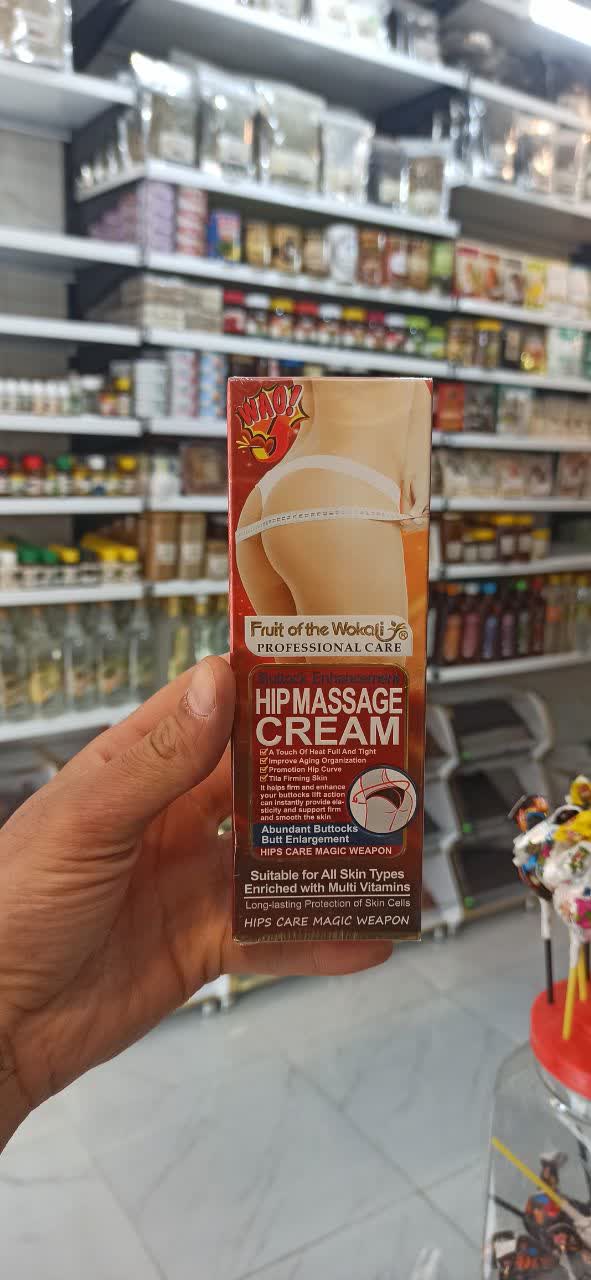 WAO!
Fruit of the Wokali ®
PROFESSIONAL CARE
Buttock Enhancement
HIP MASSAGE
CREAM
A Touch Of Heat Full And Tight
Improve Aging Organization
Promotion Hip Curve
Tila Firming Skin
It helps firm and enhance
your buttocks lift action
can instantly provide ela-
sticity and support firm
and smooth the skin
Abundant Buttocks
Butt Enlargement
HIPS CARE MAGIC WEAPON
Suitable for All Skin Types
Enriched with Multi Vitamins
Long-lasting Protection of Skin Cells
HIPS CARE MAGIC WEAPON